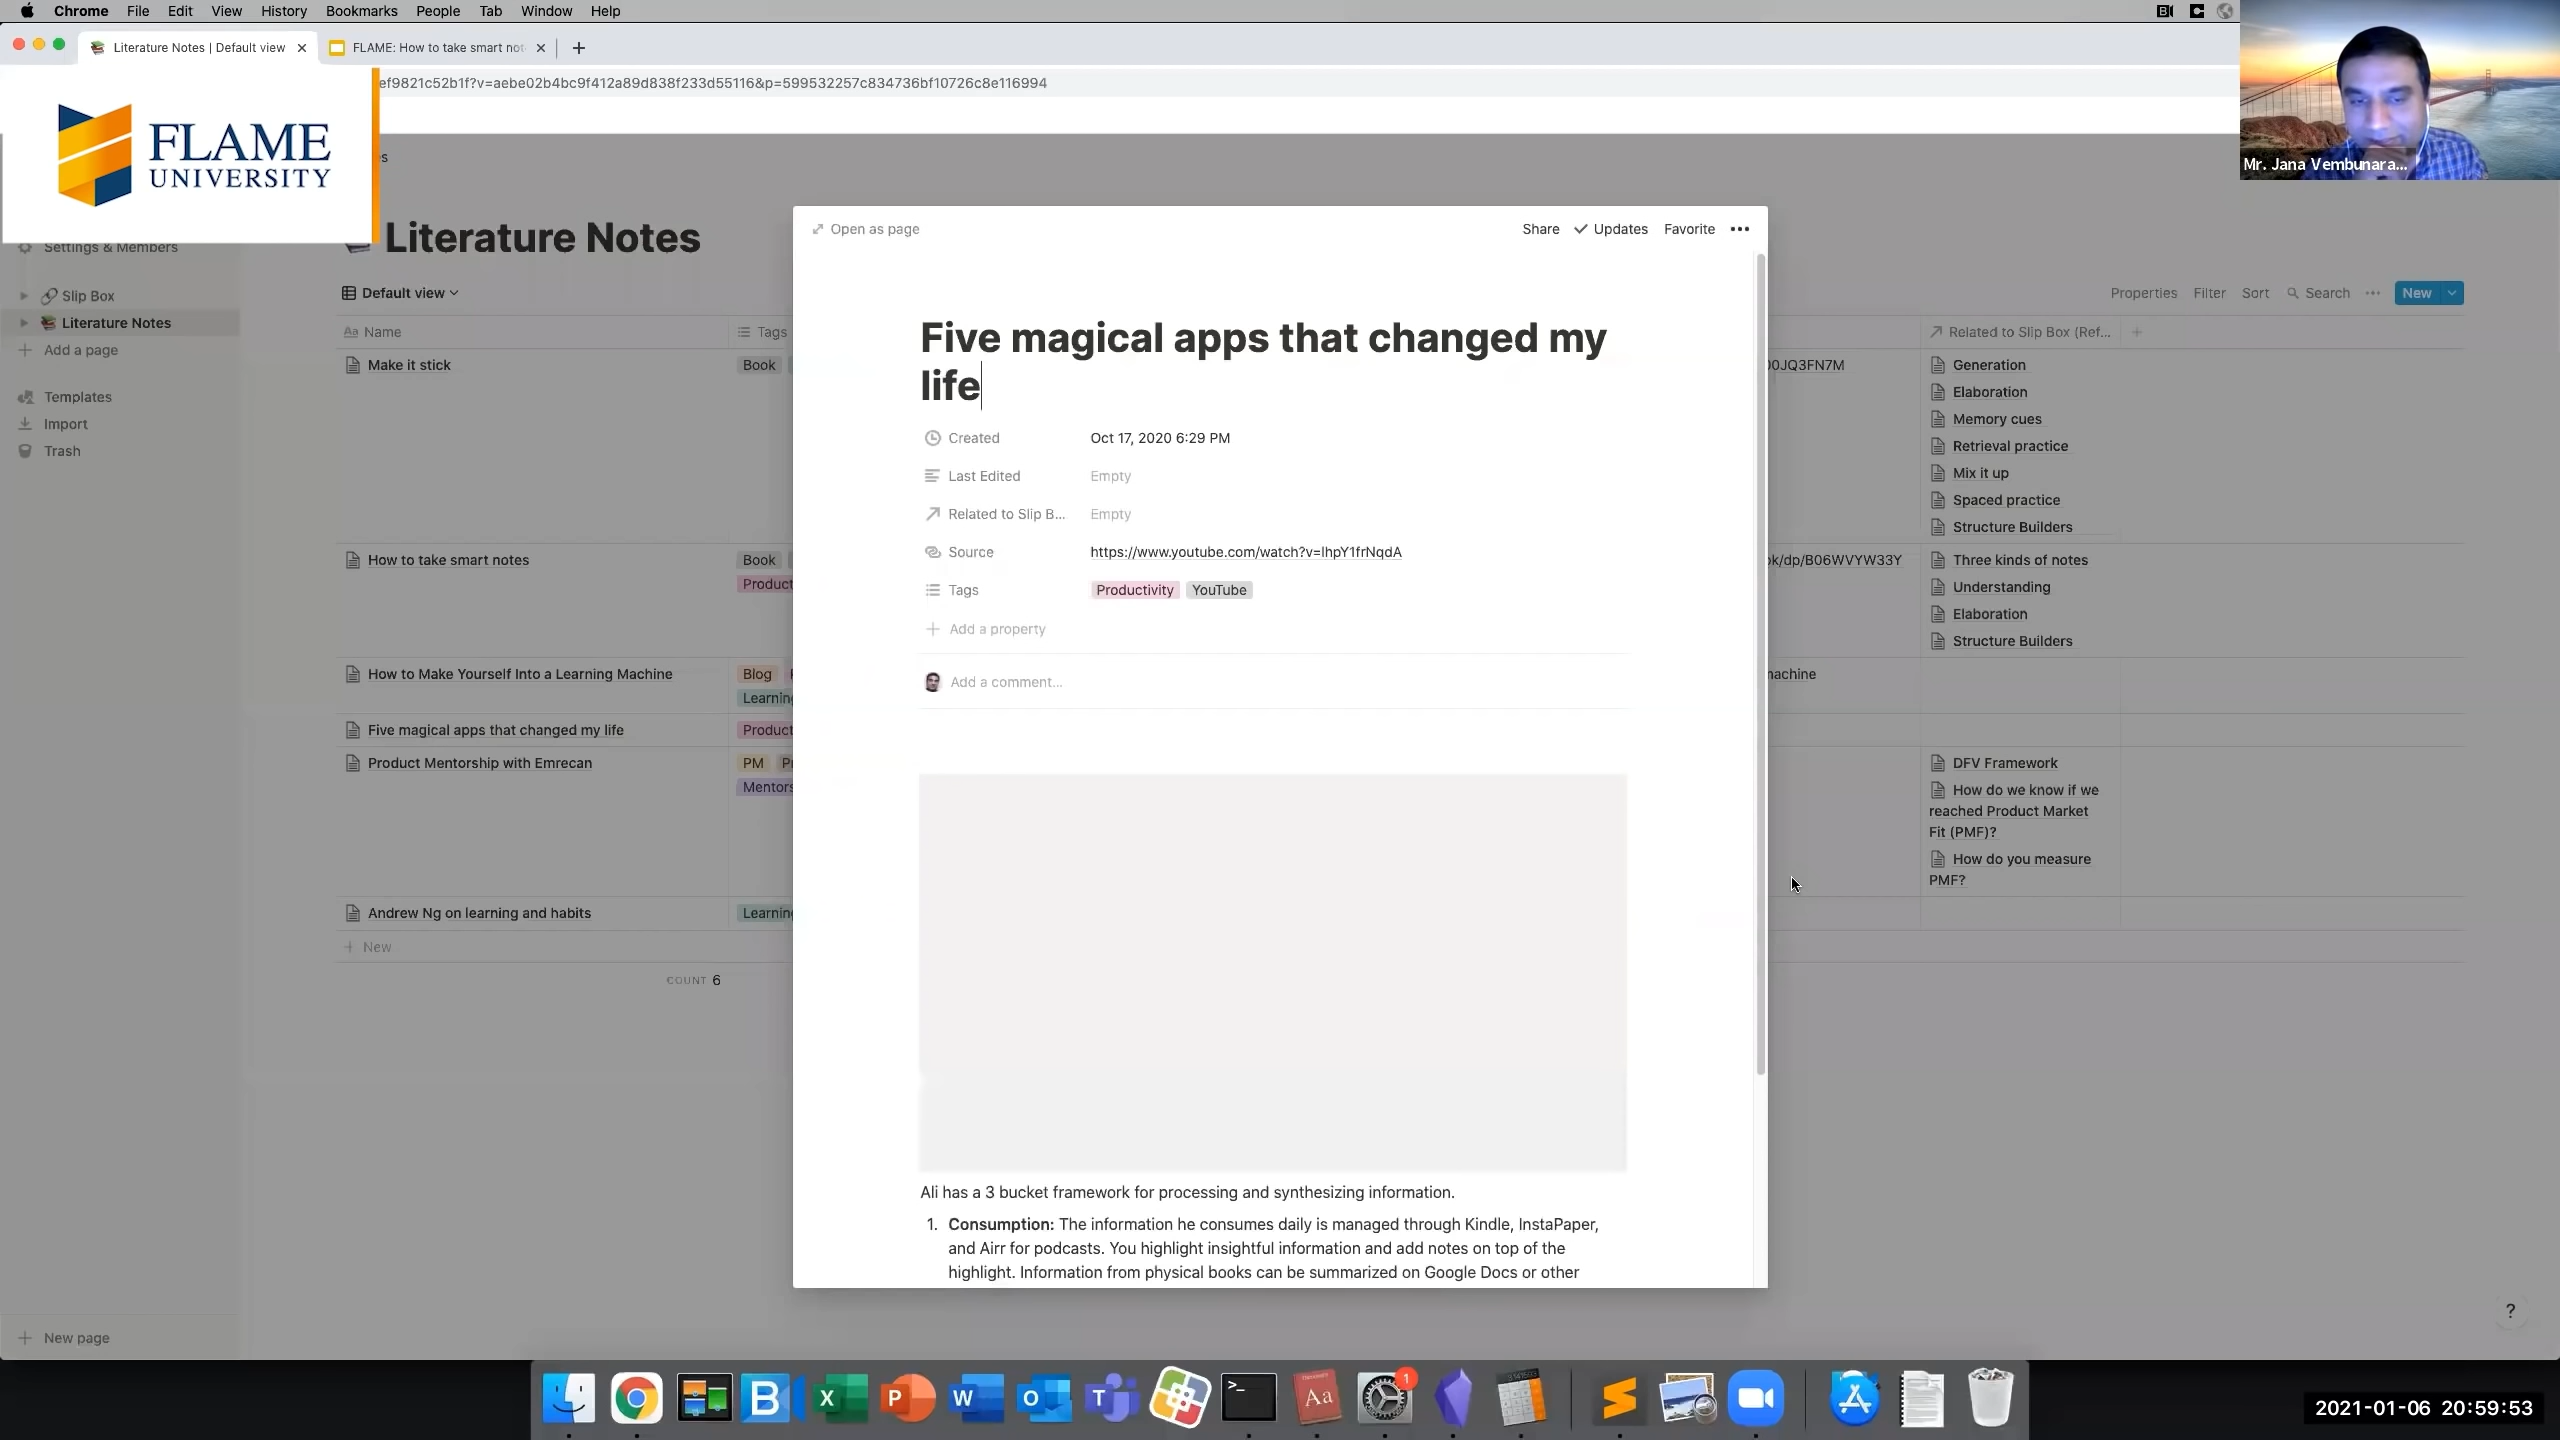 Chrome File Edit View History Bookmarks People Tab Window Help
Literature Notes | Default view
FLAME: How to take smart not
ef9821c52b1f?v=aebe02b4bc9f412a89d838f233d55116&p=599532257c834736bf10726c8e116994
FLAME
UNIVERSITY
Mr. Jana Vembunara...
Settings & Members
Slip Box
Literature Notes
Add a page
Templates
Import
Trash
New page
Literature Notes
Default view
Properties Filter Sort Search New
Aa Name
Tags
Related to Slip Box (Ref...
Make it stick
Book
00JQ3FN7M
Generation
Elaboration
Memory cues
Retrieval practice
Mix it up
Spaced practice
Structure Builders
How to take smart notes
Book
Product
ok/dp/B06WVYW33Y
Three kinds of notes
Understanding
Elaboration
Structure Builders
How to Make Yourself Into a Learning Machine
Blog
Learning
machine
Five magical apps that changed my life
Product
Product Mentorship with Emrecan
PM
Mentors
DFV Framework
How do we know if we
reached Product Market
Fit (PMF)?
How do you measure
PMF?
Andrew Ng on learning and habits
Learning
New
COUNT 6
Open as page
Share Updates Favorite
Five magical apps that changed my
life
Created Oct 17, 2020 6:29 PM
Last Edited Empty
Related to Slip B... Empty
Source https://www.youtube.com/watch?v=IhpY1frNqdA
Tags Productivity YouTube
Add a property
Add a comment...
Ali has a 3 bucket framework for processing and synthesizing information.
1. Consumption: The information he consumes daily is managed through Kindle, InstaPaper,
and Airr for podcasts. You highlight insightful information and add notes on top of the
highlight. Information from physical books can be summarized on Google Docs or other
?
B X P W O T >_ Aa 1 S
2021-01-06 20:59:53